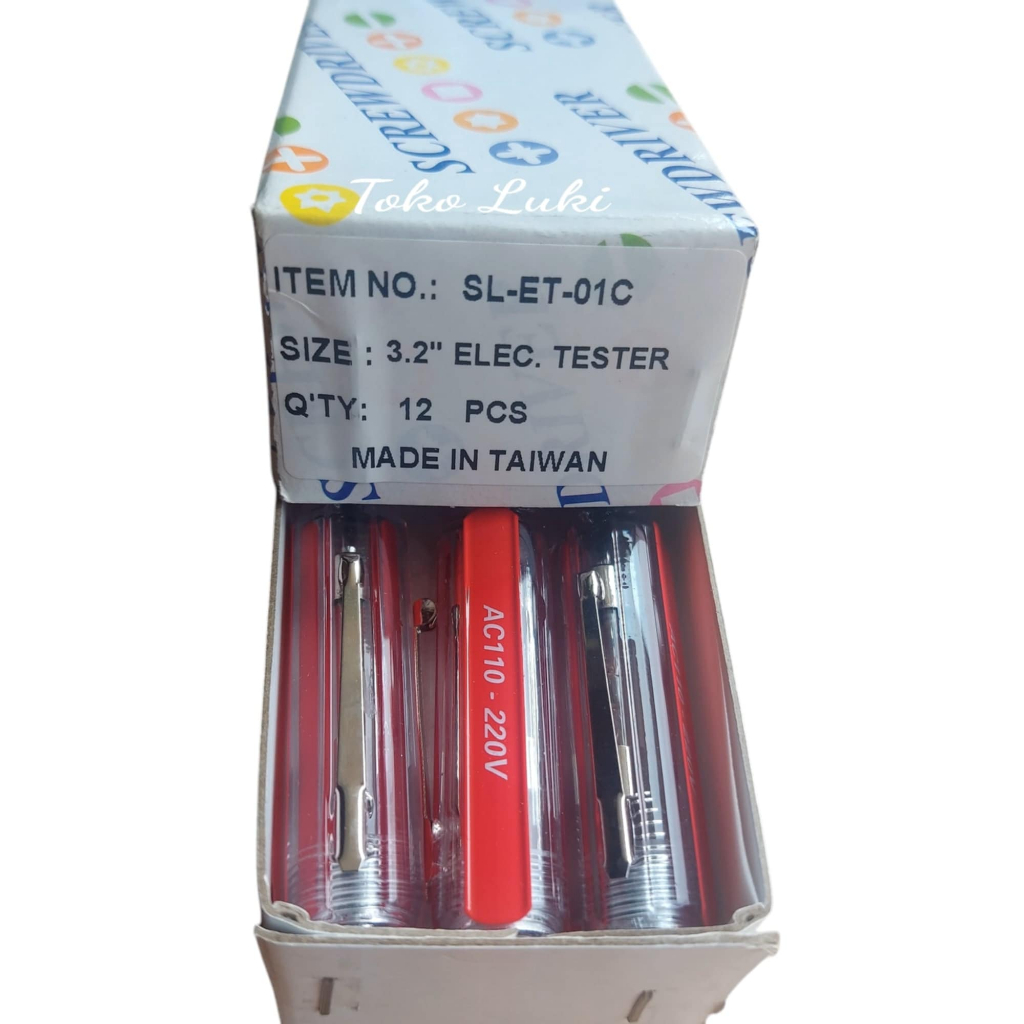 SCREWDRIVER
SCREWDRIVER
Toko Luki
ITEM NO.: SL-ET-01C
SIZE : 3.2" ELEC. TESTER
Q'TY: 12 PCS
MADE IN TAIWAN
AC110 - 220V